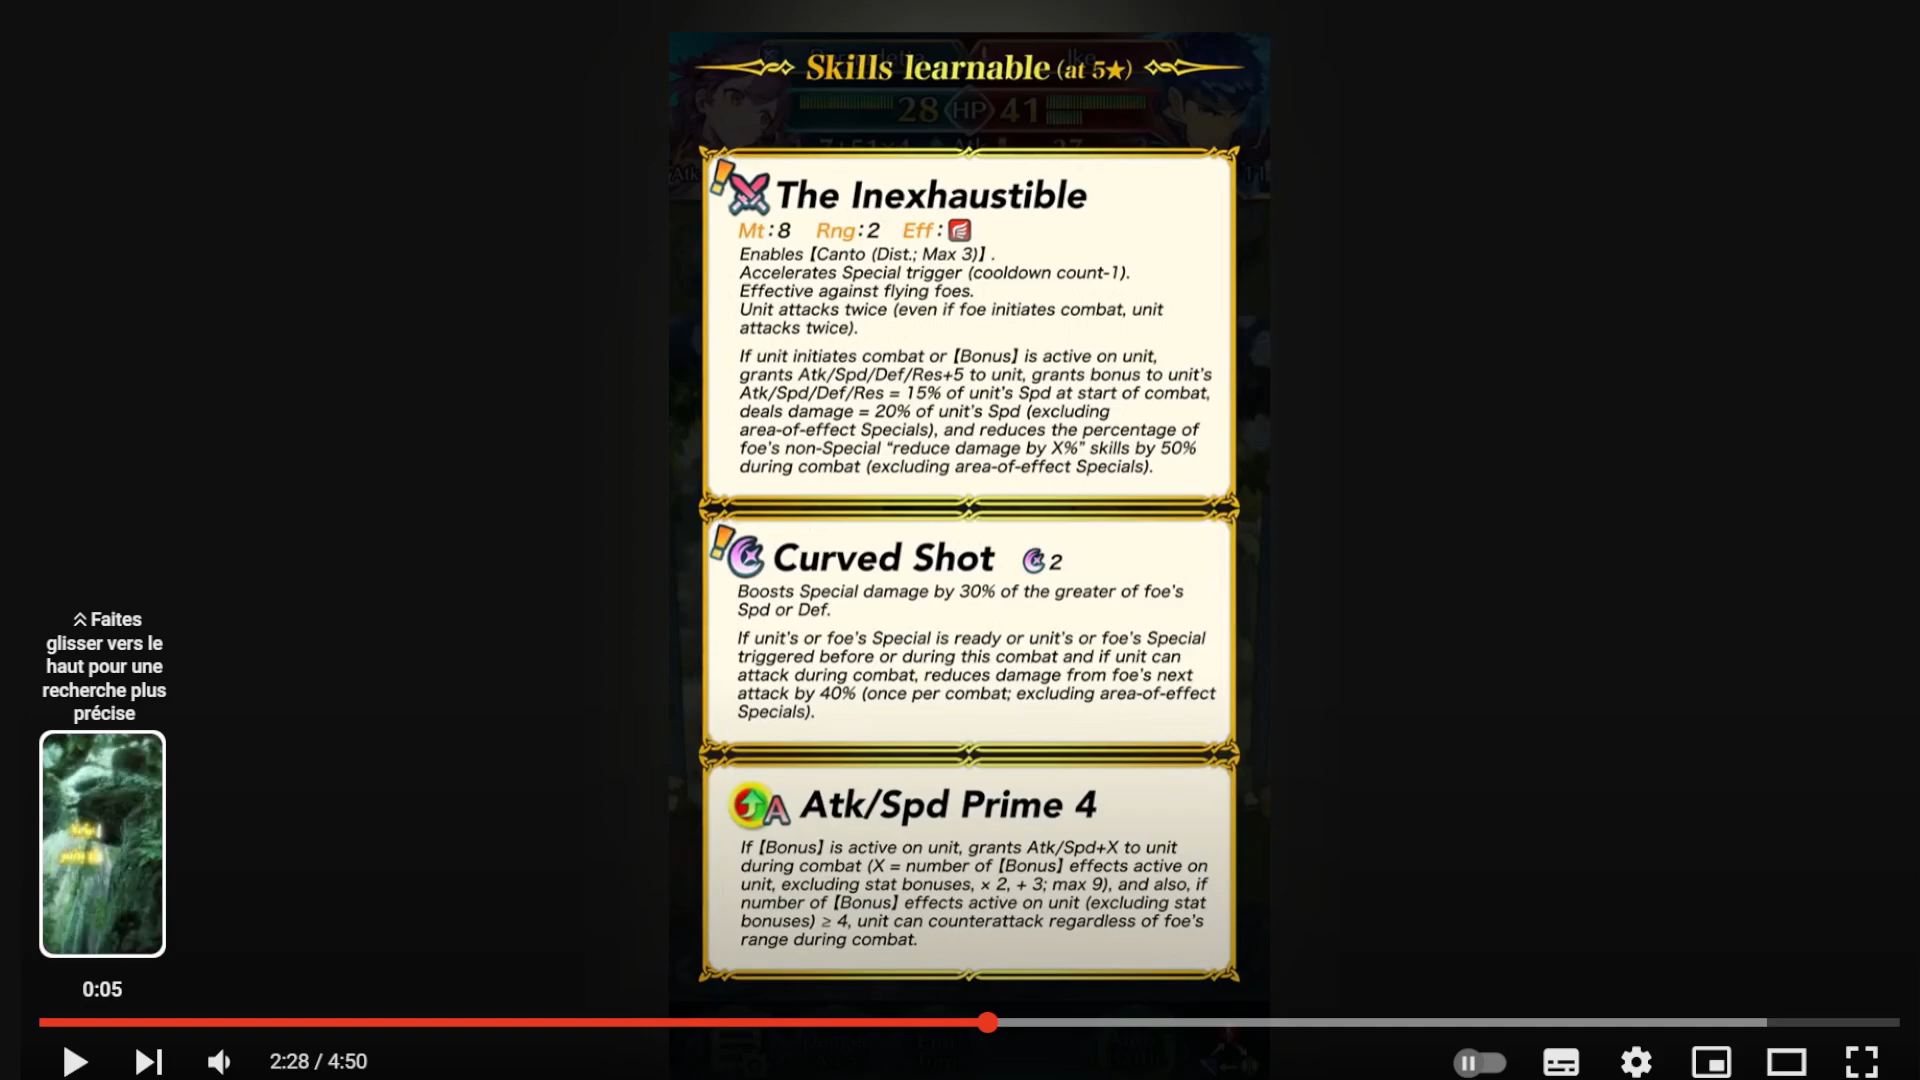 Skills learnable (at 5★)
28 HP 41
The Inexhaustible
Mt:8 Rng:2 Eff:
Enables【Canto (Dist.; Max 3)】.
Accelerates Special trigger (cooldown count-1).
Effective against flying foes.
Unit attacks twice (even if foe initiates combat, unit
attacks twice).
If unit initiates combat or【Bonus】is active on unit,
grants Atk/Spd/Def/Res+5 to unit, grants bonus to unit's
Atk/Spd/Def/Res = 15% of unit's Spd at start of combat,
deals damage = 20% of unit's Spd (excluding
area-of-effect Specials), and reduces the percentage of
foe's non-Special “reduce damage by X%” skills by 50%
during combat (excluding area-of-effect Specials).
Curved Shot 2
Boosts Special damage by 30% of the greater of foe's
Spd or Def.
If unit's or foe's Special is ready or unit's or foe's Special
triggered before or during this combat and if unit can
attack during combat, reduces damage from foe's next
attack by 40% (once per combat; excluding area-of-effect
Specials).
A Atk/Spd Prime 4
If【Bonus】is active on unit, grants Atk/Spd+X to unit
during combat (X = number of【Bonus】effects active on
unit, excluding stat bonuses, × 2, + 3; max 9), and also, if
number of【Bonus】effects active on unit (excluding stat
bonuses) ≥ 4, unit can counterattack regardless of foe's
range during combat.
Faites
glisser vers le
haut pour une
recherche plus
précise
0:05
2:28 / 4:50